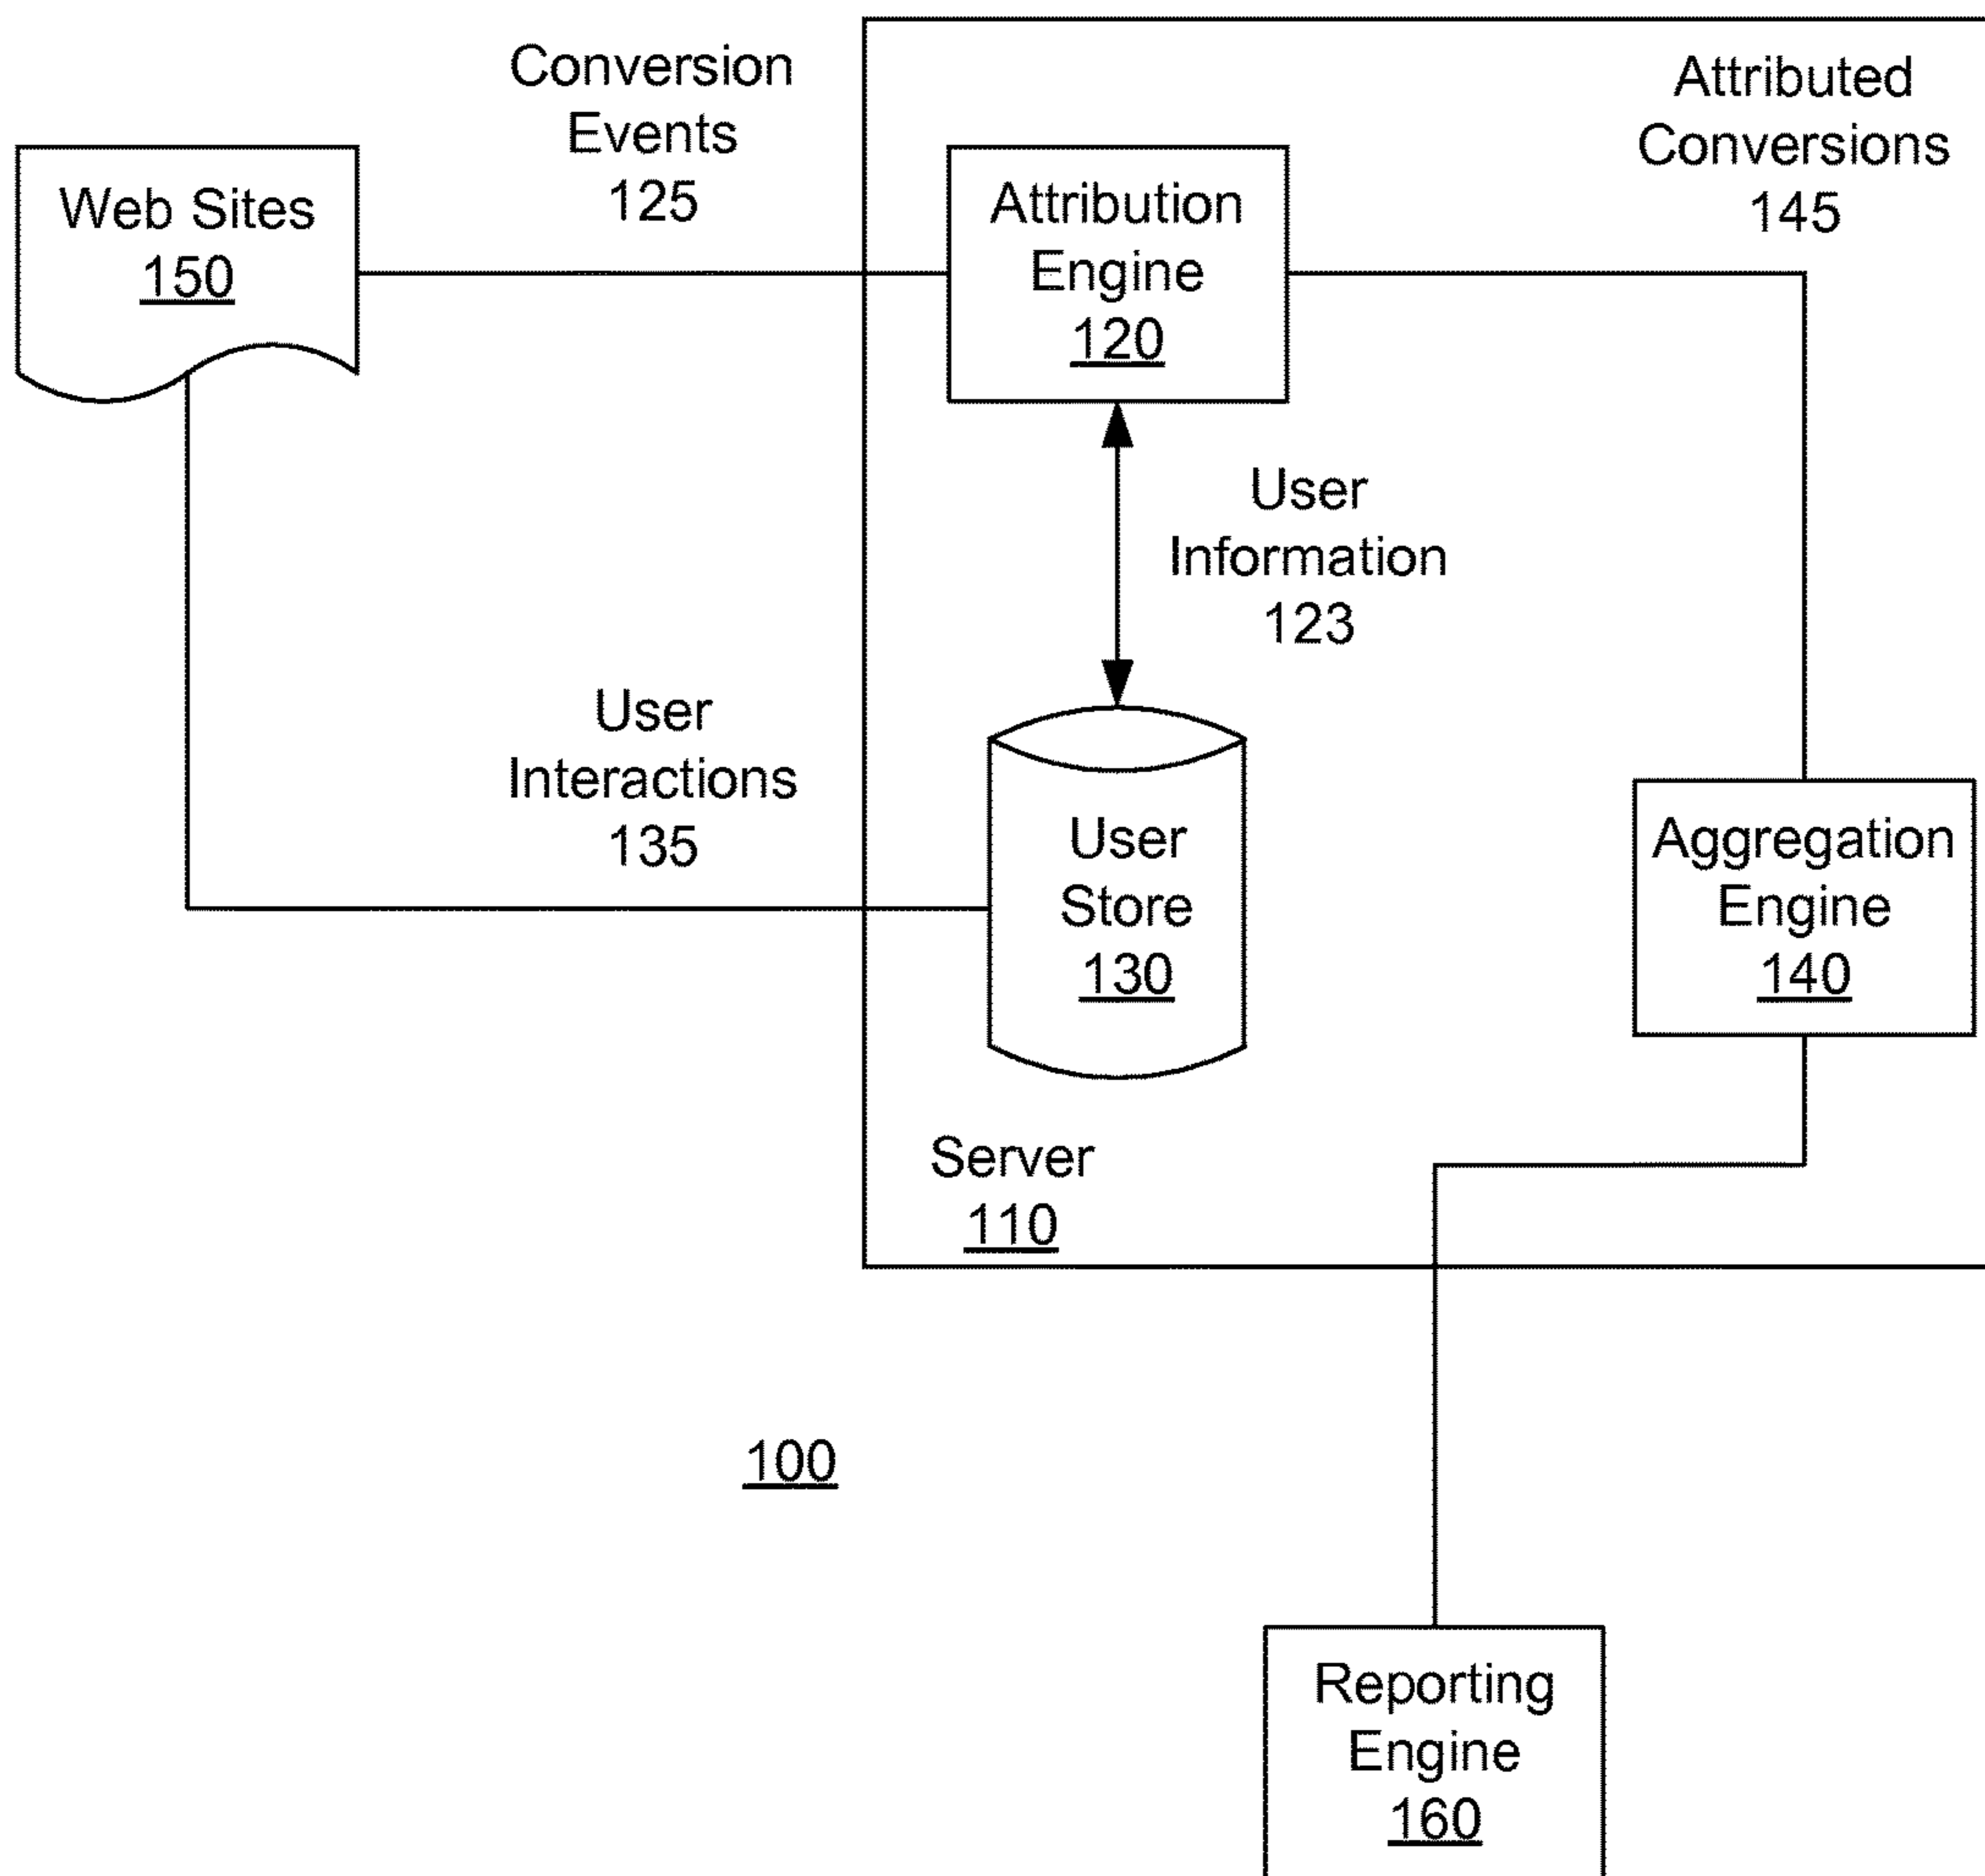 Conversion
Events
125
Attributed
Conversions
145
Web Sites
150
Attribution
Engine
120
User
Information
123
User
Interactions
135
User
Store
130
Aggregation
Engine
140
Server
110
100
Reporting
Engine
160